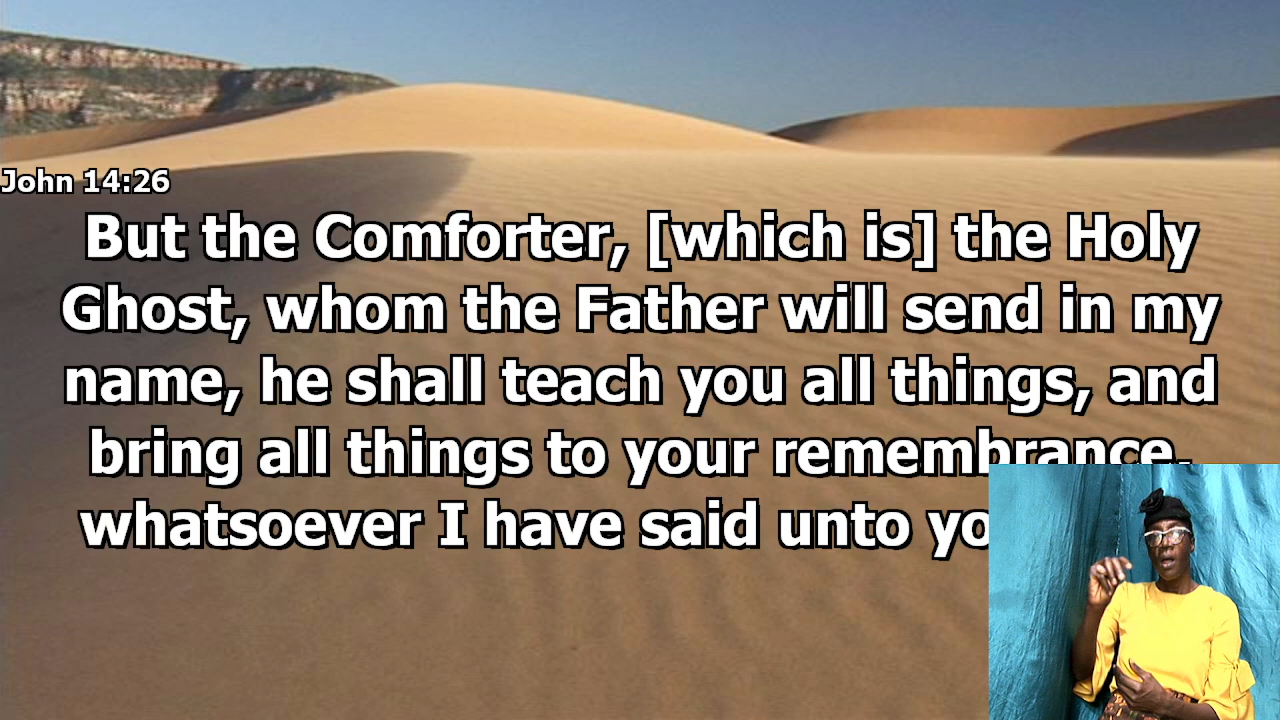 John 14:26
But the Comforter, [which is] the Holy
Ghost, whom the Father will send in my
name, he shall teach you all things, and
bring all things to your remembrance,
whatsoever I have said unto yo